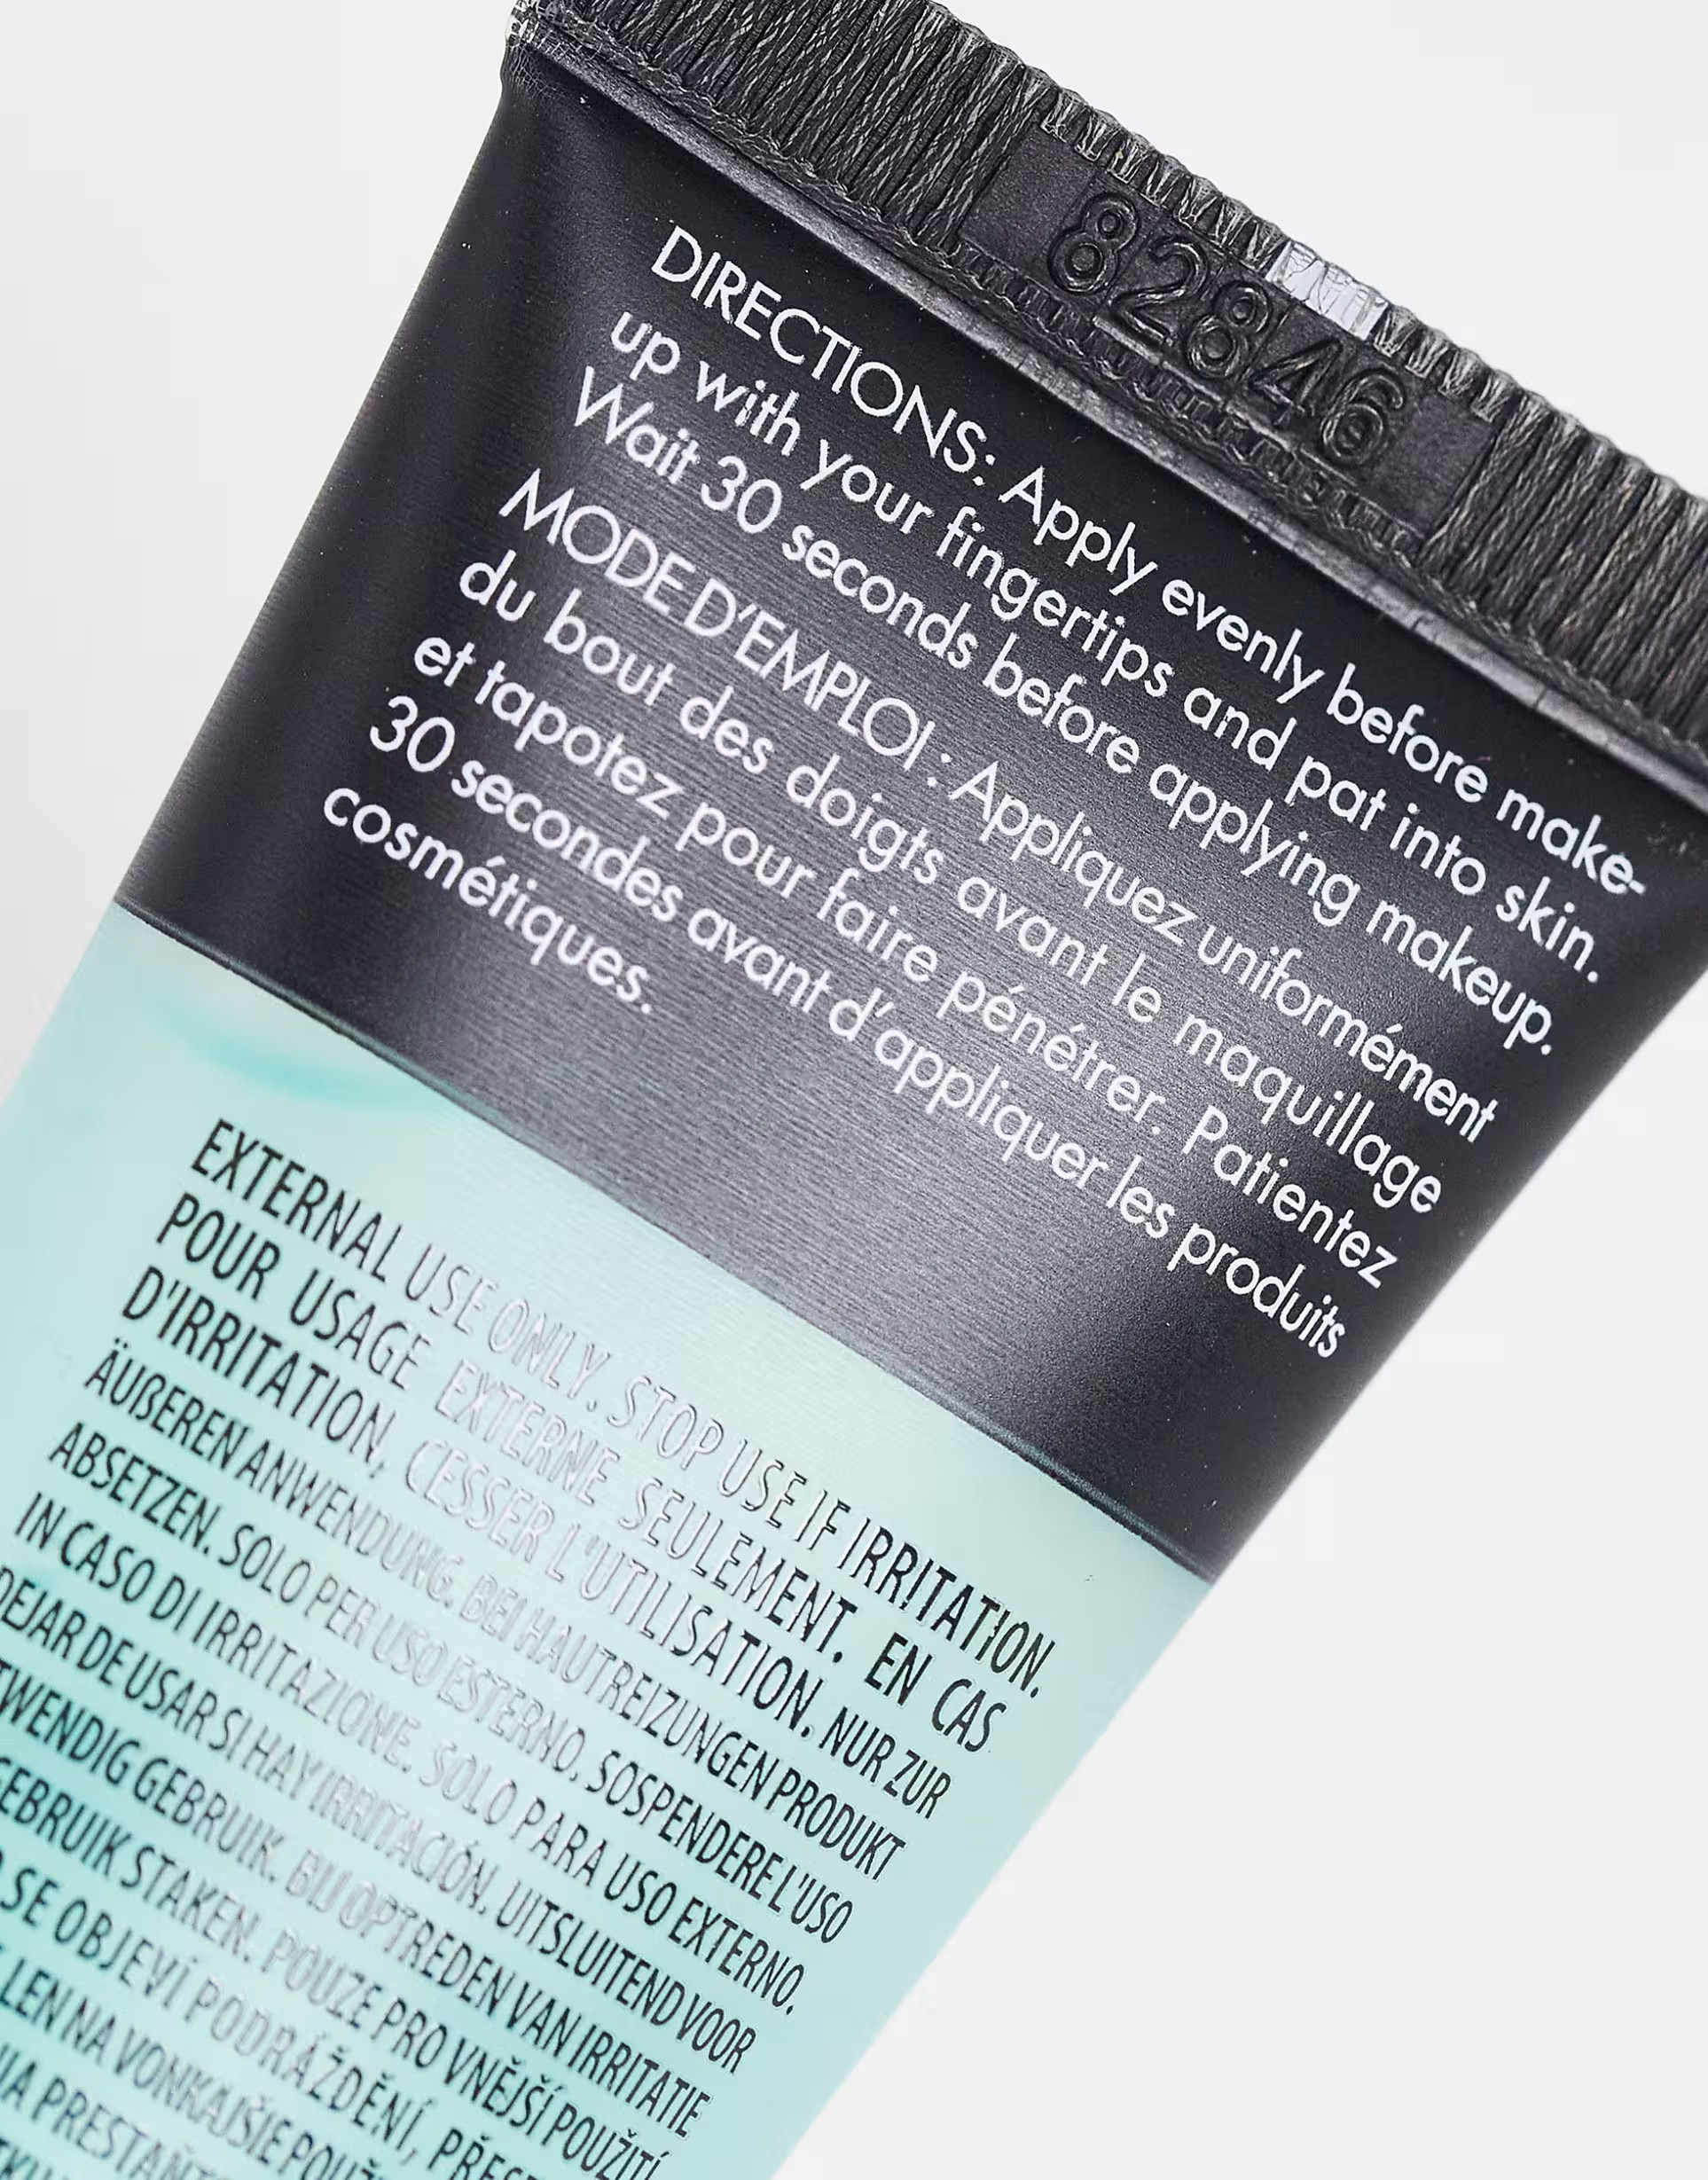 82846
DIRECTIONS: Apply evenly before make-
up with your fingertips and pat into skin.
Wait 30 seconds before applying makeup.
MODE D'EMPLOI : Appliquez uniformément
du bout des doigts avant le maquillage
et tapotez pour faire pénétrer. Patientez
30 secondes avant d'appliquer les produits
cosmétiques.
EXTERNAL USE ONLY. STOP USE IF IRRITATION.
POUR USAGE EXTERNE SEULEMENT. EN CAS
D'IRRITATION, CESSER L'UTILISATION. NUR ZUR
ÄUßEREN ANWENDUNG. BEI HAUTREIZUNGEN PRODUKT
ABSETZEN. SOLO PER USO ESTERNO. SOSPENDERE L'USO
IN CASO DI IRRITAZIONE. SOLO PARA USO EXTERNO.
DEJAR DE USAR SI HAY IRRITACIÓN. UITSLUITEND VOOR
TWENDIG GEBRUIK. BIJ OPTREDEN VAN IRRITATIE
GEBRUIK STAKEN. POUZE PRO VNĚJŠÍ POUŽITÍ
SE OBJEVÍ PODRÁŽDĚNÍ,
LEN NA VONKAJŠIE